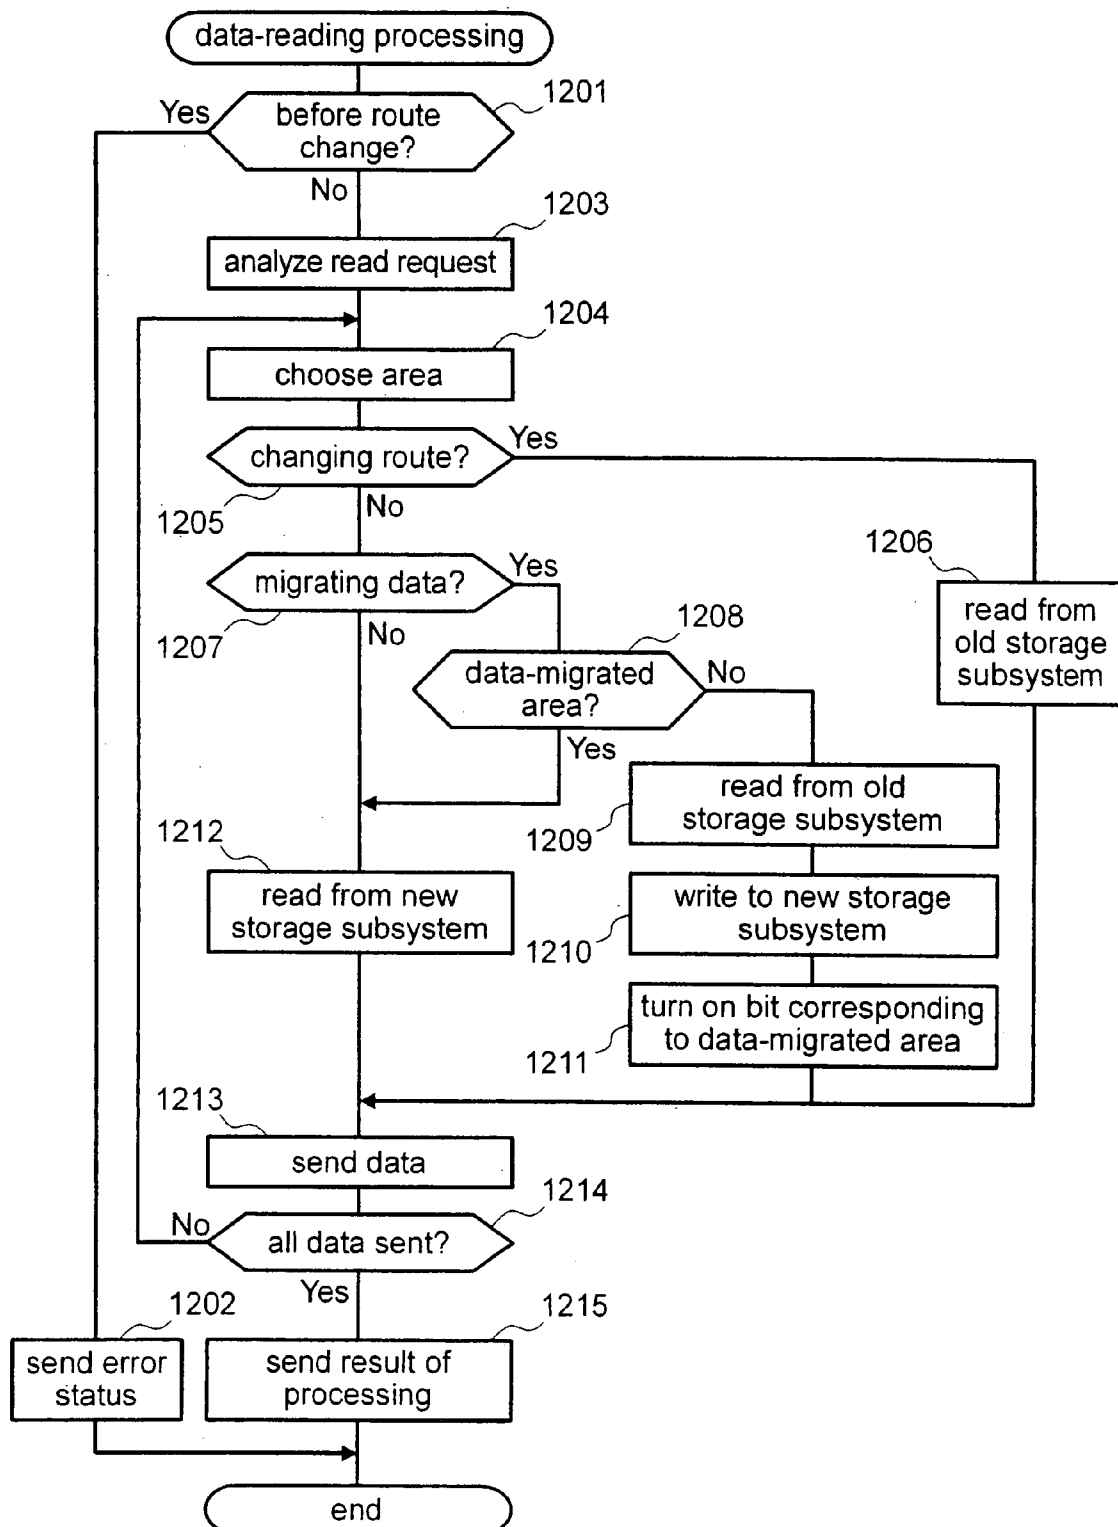 data-reading processing
1201
Yes
before route
change?
No
1203
analyze read request
1204
choose area
changing route?
Yes
1205
No
1206
migrating data?
Yes
read from
old storage
subsystem
1207
No
1208
data-migrated
area?
No
Yes
read from old
storage subsystem
1209
1212
read from new
storage subsystem
write to new storage
subsystem
1210
turn on bit corresponding
to data-migrated area
1211
1213
send data
1214
No
all data sent?
Yes
1202
1215
send error
status
send result of
processing
end